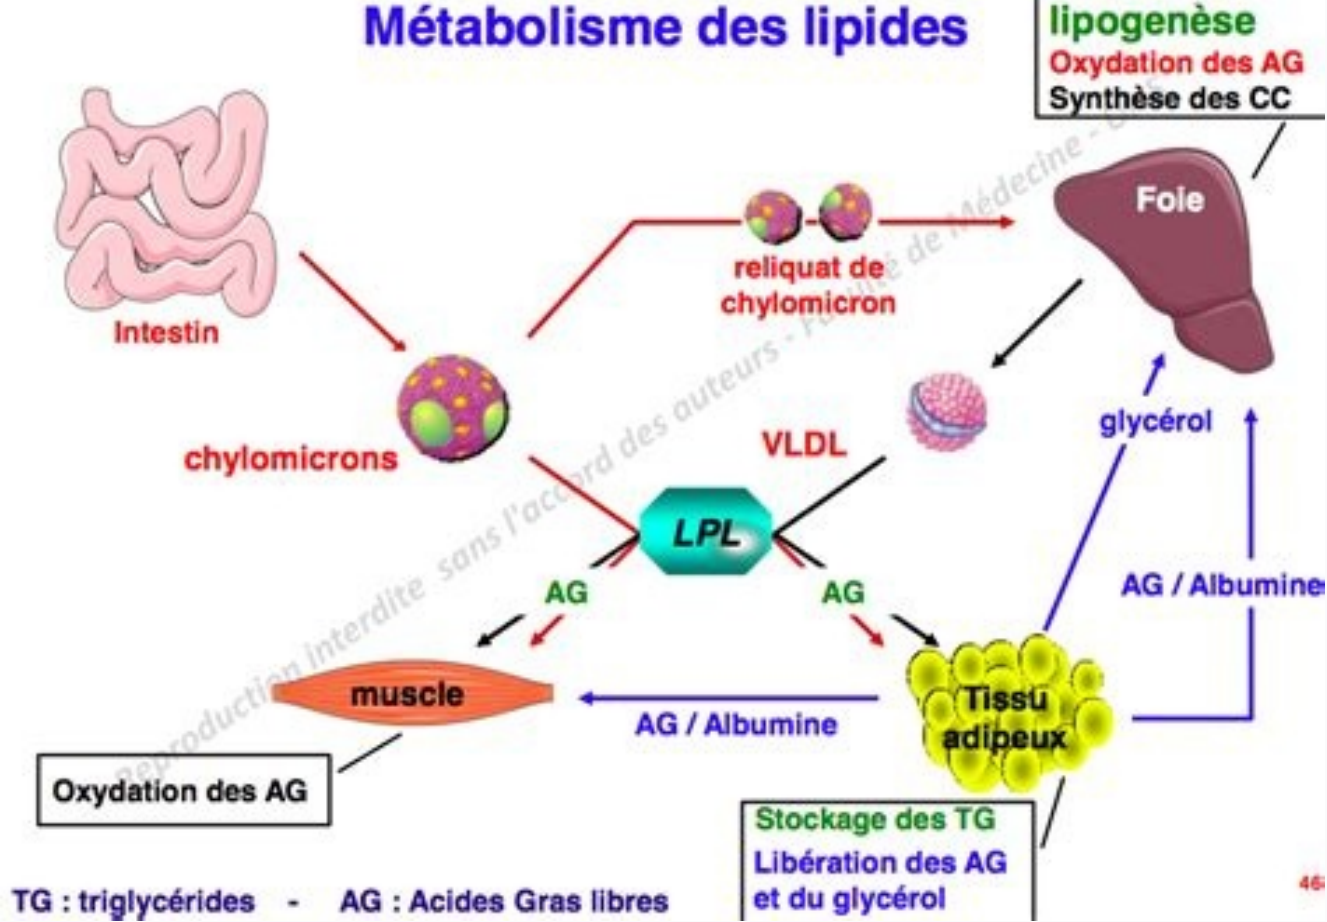 Métabolisme des lipides
lipogenèse
Oxydation des AG
Synthèse des CC
Foie
Intestin
reliquat de
chylomicron
chylomicrons
VLDL
glycérol
LPL
AG
AG
AG / Albumine
muscle
AG / Albumine
Tissu
adipeux
Oxydation des AG
Stockage des TG
Libération des AG
et du glycérol
TG : triglycérides - AG : Acides Gras libres
Reproduction interdite sans l'accord des auteurs - Faculté de Médecine -